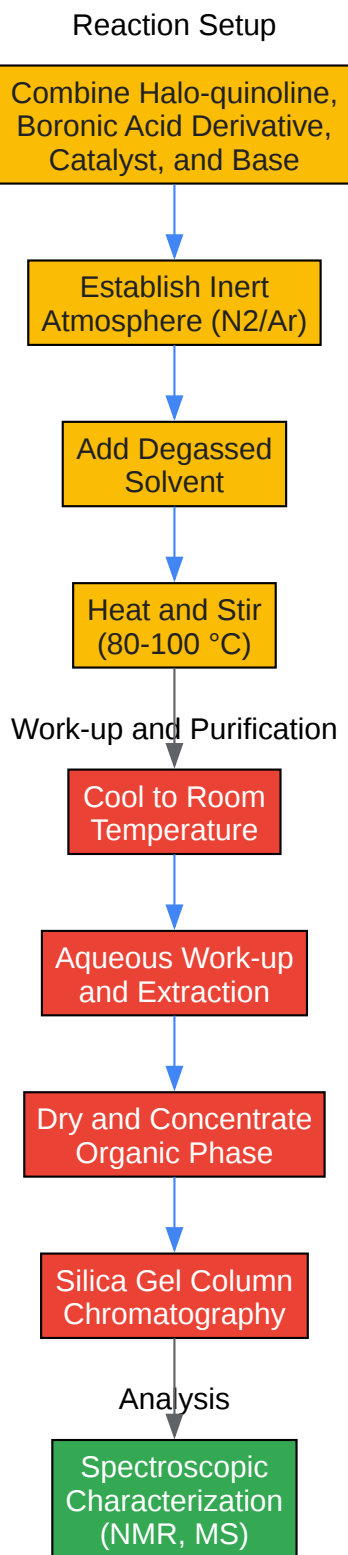 Reaction Setup
Combine Halo-quinoline,
Boronic Acid Derivative,
Catalyst, and Base
Establish Inert
Atmosphere (N2/Ar)
Add Degassed
Solvent
Heat and Stir
(80-100 °C)
Work-up and Purification
Cool to Room
Temperature
Aqueous Work-up
and Extraction
Dry and Concentrate
Organic Phase
Silica Gel Column
Chromatography
Analysis
Spectroscopic
Characterization
(NMR, MS)